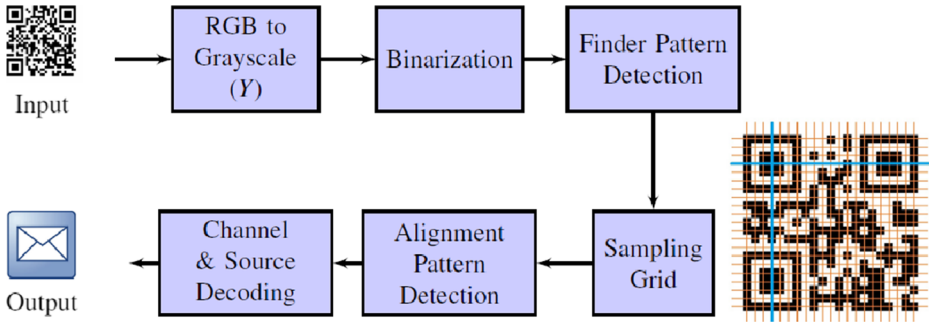 Input
RGB to
Grayscale
(Y)
Binarization
Finder Pattern
Detection
Sampling
Grid
Alignment
Pattern
Detection
Channel
& Source
Decoding
Output